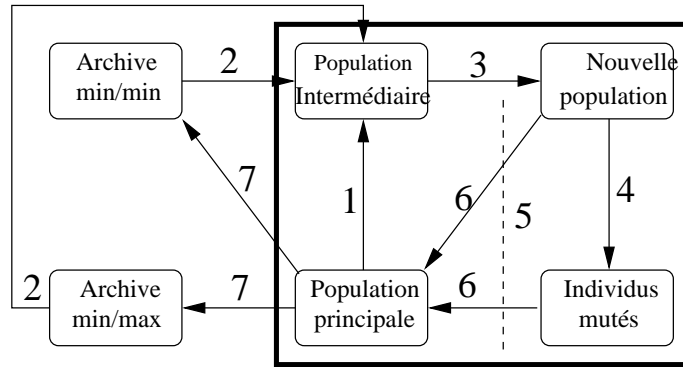 Archive
min/min
2
Population
Intermédiaire
3
Nouvelle
population
7
1
6
5
4
2
Archive
min/max
7
Population
principale
6
Individus
mutés